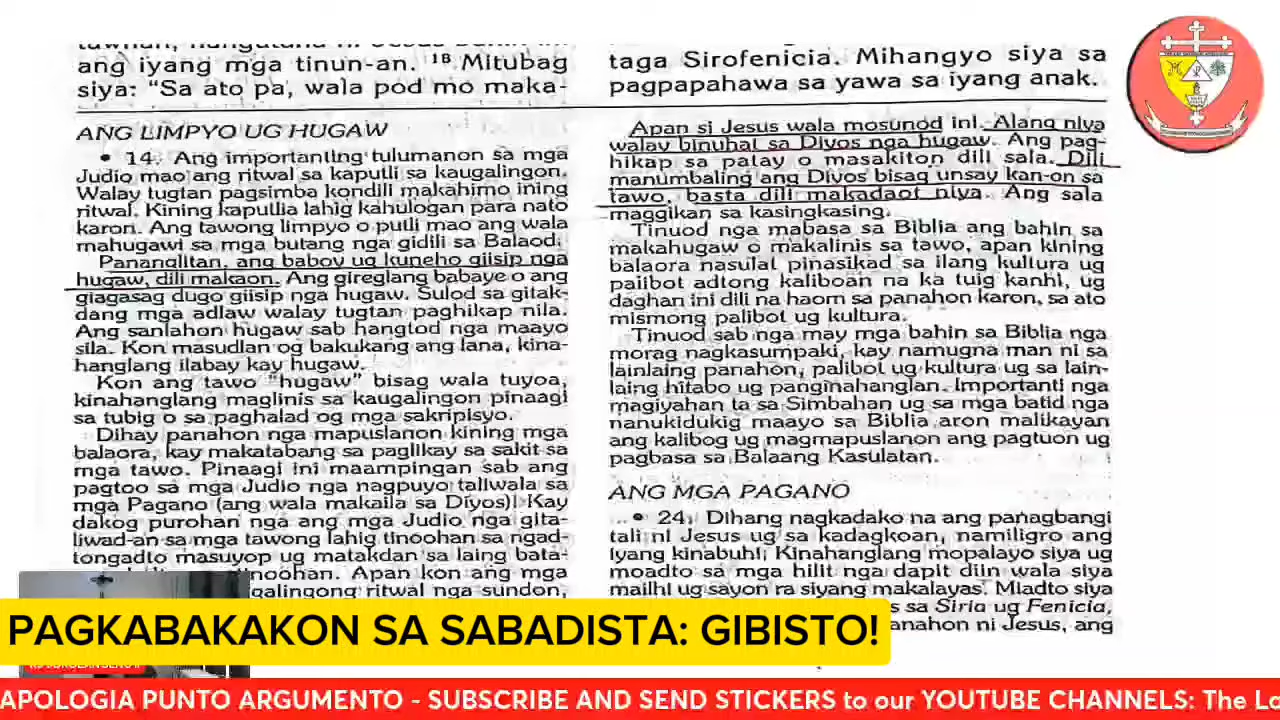 ang iyang mga tinun-an. 18 Mitubag
siya: "Sa ato pa, wala pod mo maka-
ANG LIMPYO UG HUGAW
• 14. Ang importanting tulumanon sa mga
Judio mao ang ritwal sa kaputli sa kaugalingon.
Walay tugtan pagsimba kondili makahimo ining
ritwal. Kining kaputlia lahig kahulogan para nato
karon. Ang tawong limpyo o putli mao ang wala
mahugawi sa mga butang nga gidili sa Balaod.
Pananglitan, ang baboy ug kuneho giisip nga
hugaw, dili makaon. Ang gireglang babaye o ang
giagasag dugo giisip nga hugaw. Sulod sa gitak-
dang mga adlaw walay tugtan paghikap nila.
Ang sanlahon hugaw sab hangtod nga maayo
sila. Kon masudlan og bakukang ang lana, kina-
hanglang ilabay kay hugaw.
Kon ang tawo "hugaw" bisag wala tuyoa,
kinahanglang maglinis sa kaugalingon pinaagi
sa tubig o sa paghalad og mga sakripisyo.
Dihay panahon nga mapuslanon kining mga
balaora, kay makatabang sa paglikay sa sakit sa
mga tawo. Pinaagi ini maampingan sab ang
pagtoo sa mga Judio nga nagpuyo taliwala sa
mga Pagano (ang wala makaila sa Diyos). Kay
dakog purohan nga ang mga Judio nga gita-
liwad-an sa mga tawong lahig tinoohan sa ngad-
tongadto masuyop ug matakdan sa laing bata-
tinoohan. Apan kon ang mga
galingong ritwal nga sundon,
taga Sirofenicia. Mihangyo siya sa
pagpapahawa sa yawa sa iyang anak.
Apan si Jesus wala mosunod ini. Alang niya
walay binuhat sa Diyos nga hugaw. Ang pag-
hikap sa patay o masakiton dili sala. Dili
manumbaling ang Diyos bisag unsay kan-on sa
tawo, basta dili makadaot niya. Ang sala
maggikan sa kasingkasing.
Tinuod nga mabasa sa Biblia ang bahin sa
makahugaw o makalinis sa tawo, apan kining
balaora nasulat pinasikad sa ilang kultura ug
palibot adtong kaliboan na ka tuig kanhi, ug
daghan ini dili na haom sa panahon karon, sa ato
mismong palibot ug kultura.
Tinuod sab nga may mga bahin sa Biblia nga
morag nagkasumpaki, kay namugna man ni sa
lainlaing panahon, palibot ug kultura ug sa lain-
laing hitabo ug panginahanglan. Importanti nga
magiyahan ta sa Simbahan ug sa mga batid nga
nanukidukig maayo sa Biblia aron malikayan
ang kalibog ug magmapuslanon ang pagtuon ug
pagbasa sa Balaang Kasulatan.
ANG MGA PAGANO
• 24. Dihang nagkadako na ang panagbangi
tali ni Jesus ug sa kadagkoan, namiligro ang
iyang kinabuhi. Kinahanglang mopalayo siya ug
moadto sa mga hilit nga dapit diin wala siya
mailhi ug sayon ra siyang makalayas. Miadto siya
s sa Siria ug Fenicia,
anahon ni Jesus, ang
PAGKABAKAKON SA SABADISTA: GIBISTO!
APOLOGIA PUNTO ARGUMENTO - SUBSCRIBE AND SEND STICKERS to our YOUTUBE CHANNELS: The Lo